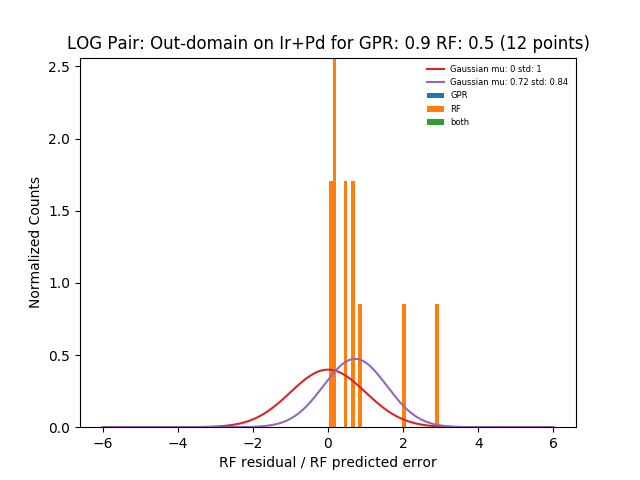 LOG Pair: Out-domain on Ir+Pd for GPR: 0.9 RF: 0.5 (12 points)
Gaussian mu: 0 std: 1
Gaussian mu: 0.72 std: 0.84
GPR
RF
both
Normalized Counts
2.5
2.0
1.5
1.0
0.5
0.0
−6 −4 −2 0 2 4 6
RF residual / RF predicted error